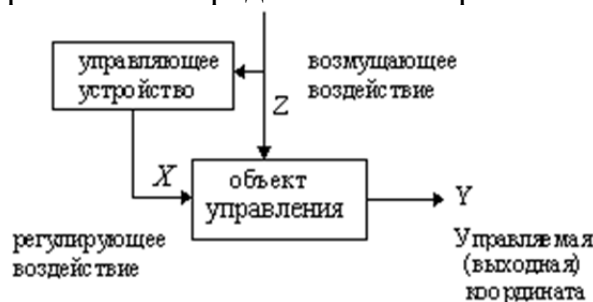 управляющее
устройство
возмущающее
воздействие
Z
X
объект
управления
Y
регулирующее
воздействие
Управляемая
(выходная)
координата